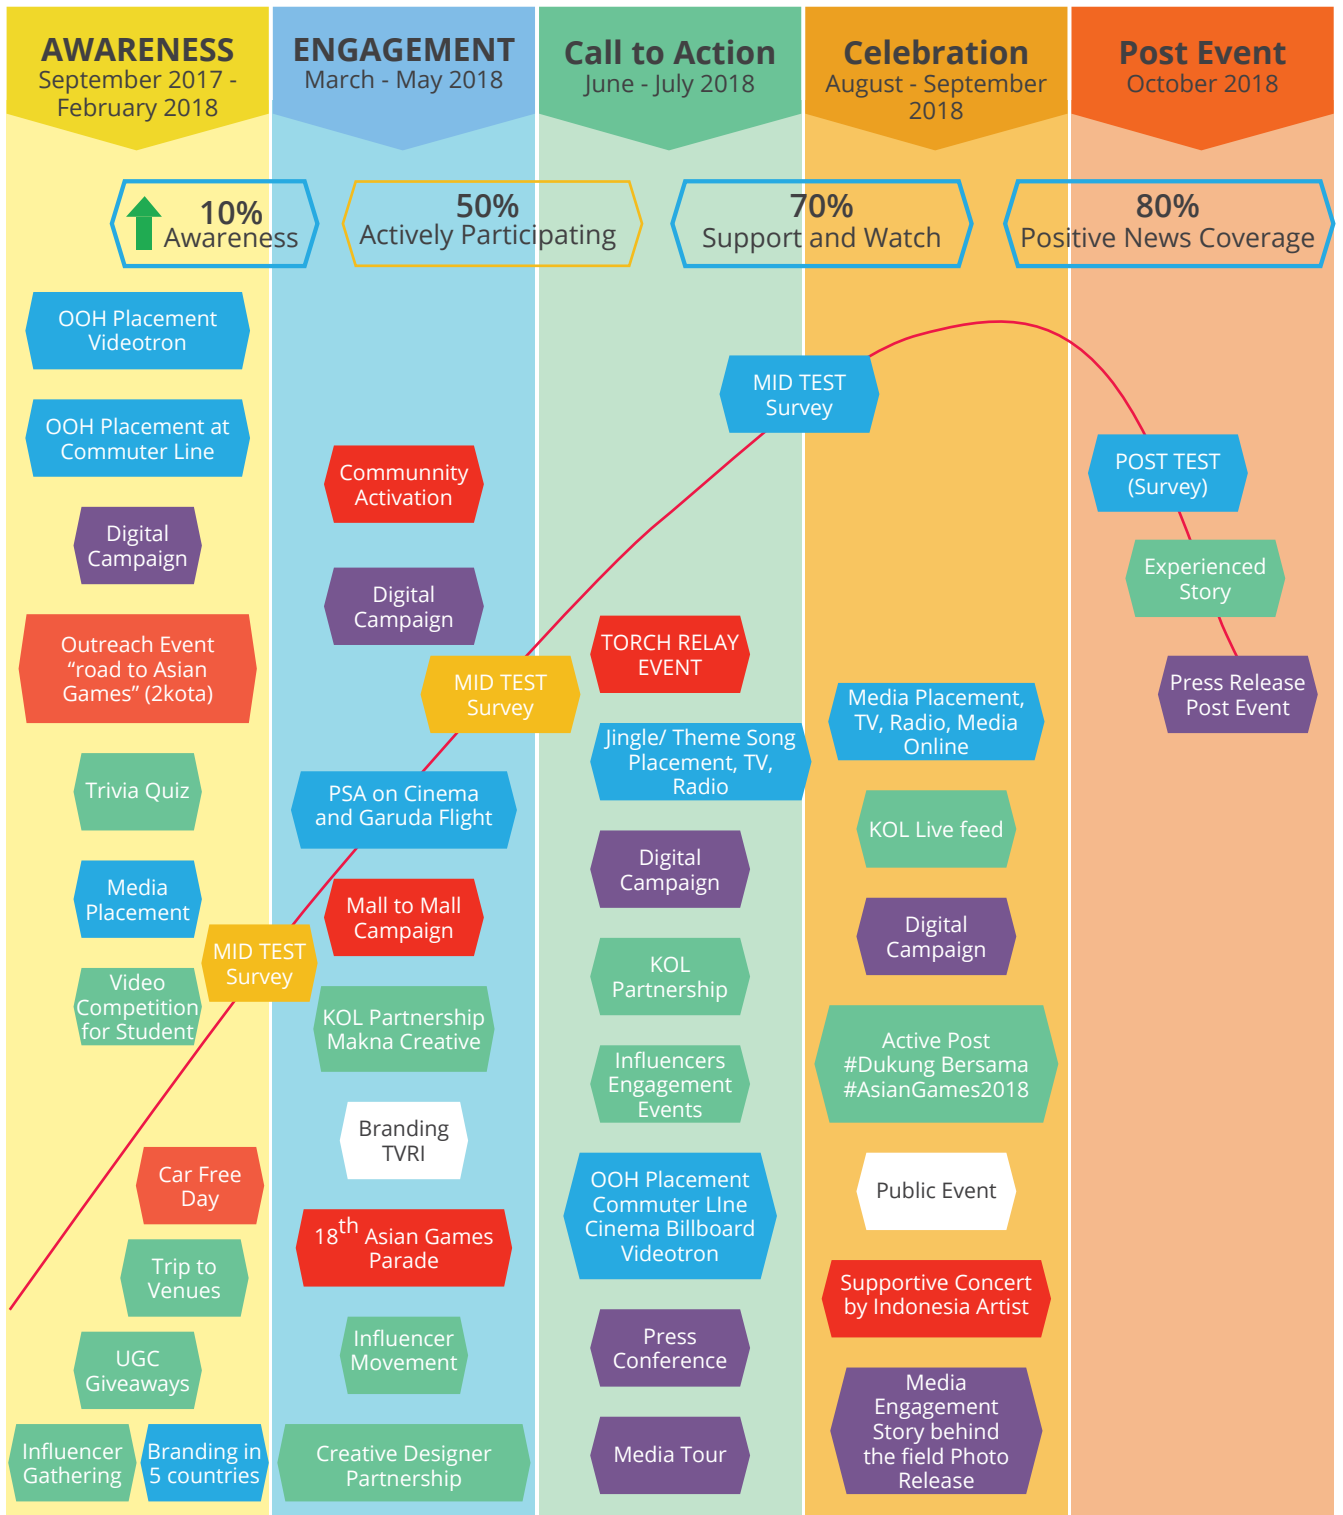 AWARENESS
September 2017 -
February 2018
ENGAGEMENT
March - May 2018
Call to Action
June - July 2018
Celebration
August - September
2018
Post Event
October 2018
10%
Awareness
50%
Actively Participating
70%
Support and Watch
80%
Positive News Coverage
OOH Placement
Videotron
OOH Placement at
Commuter Line
Digital
Campaign
Outreach Event
“road to Asian
Games” (2kota)
Trivia Quiz
Media
Placement
MID TEST
Survey
Video
Competition
for Student
Car Free
Day
Trip to
Venues
UGC
Giveaways
Influencer
Gathering
Branding in
5 countries
Communnity
Activation
Digital
Campaign
MID TEST
Survey
PSA on Cinema
and Garuda Flight
Mall to Mall
Campaign
KOL Partnership
Makna Creative
Branding
TVRI
18th Asian Games
Parade
Influencer
Movement
Creative Designer
Partnership
MID TEST
Survey
TORCH RELAY
EVENT
Jingle/ Theme Song
Placement, TV,
Radio
Digital
Campaign
KOL
Partnership
Influencers
Engagement
Events
OOH Placement
Commuter LIne
Cinema Billboard
Videotron
Press
Conference
Media Tour
Media Placement,
TV, Radio, Media
Online
KOL Live feed
Digital
Campaign
Active Post
#Dukung Bersama
#AsianGames2018
Public Event
Supportive Concert
by Indonesia Artist
Media
Engagement
Story behind
the field Photo
Release
POST TEST
(Survey)
Experienced
Story
Press Release
Post Event